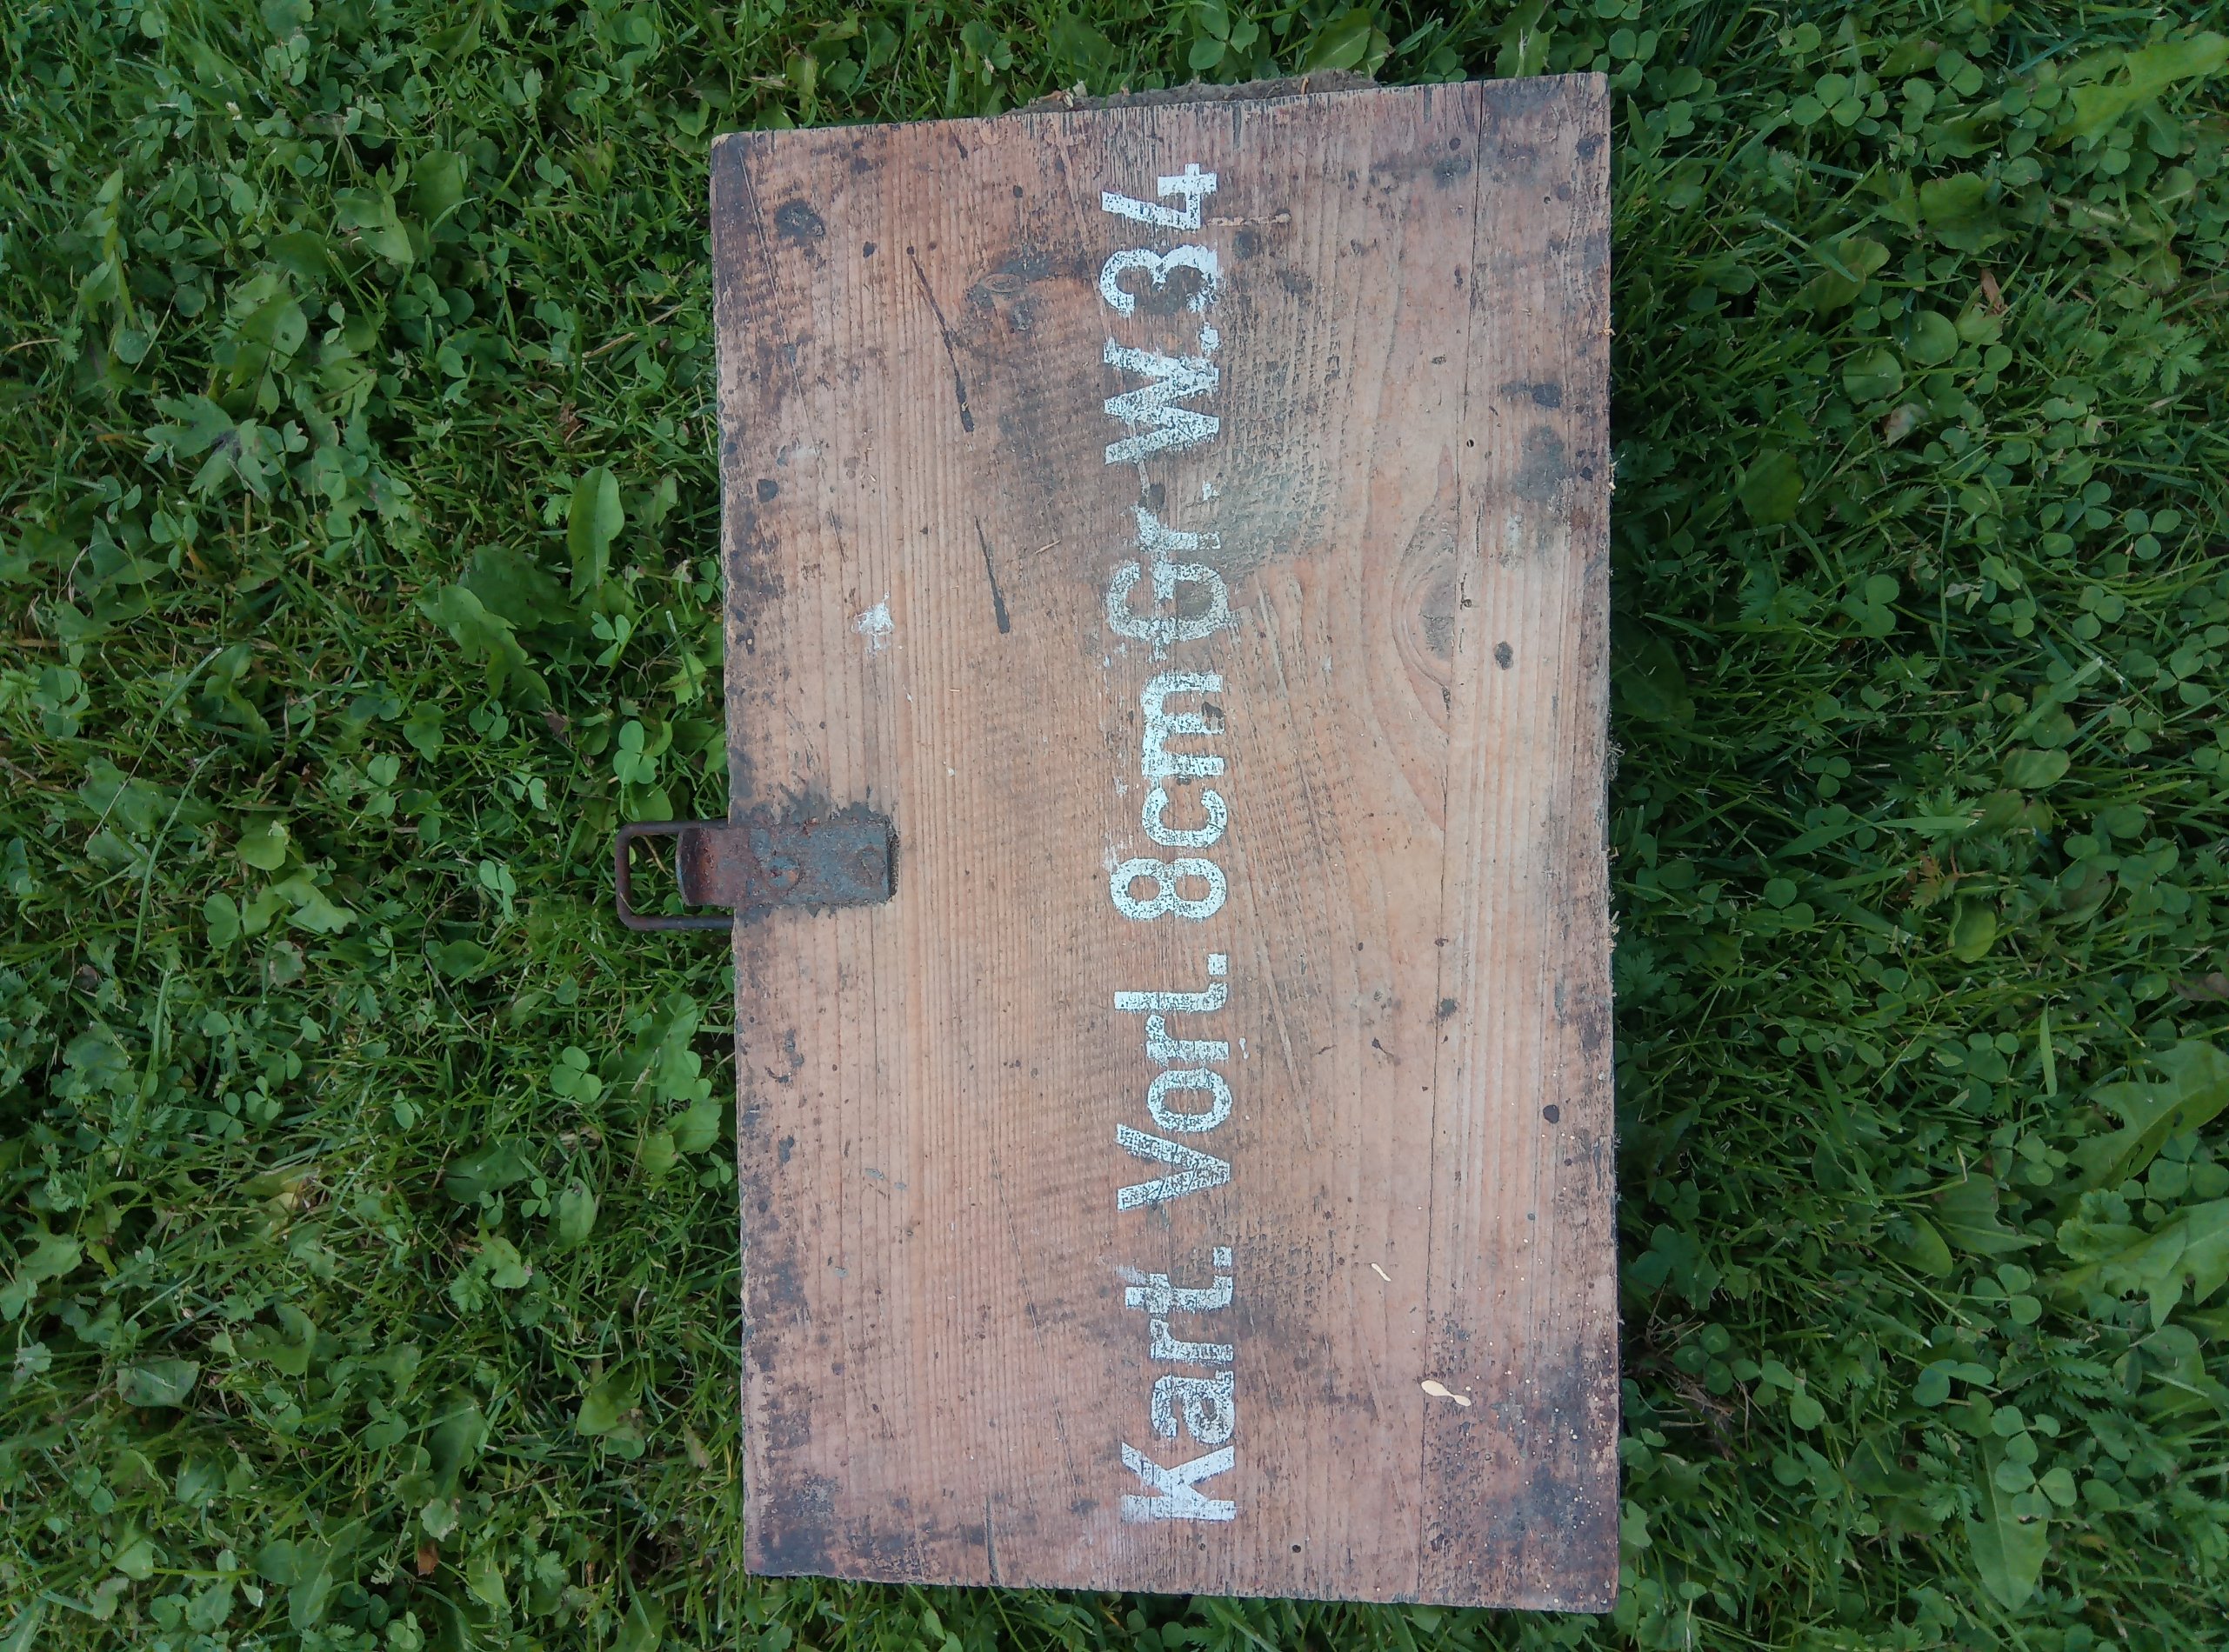 Kart. Vorl. 8cm Gr.W.34